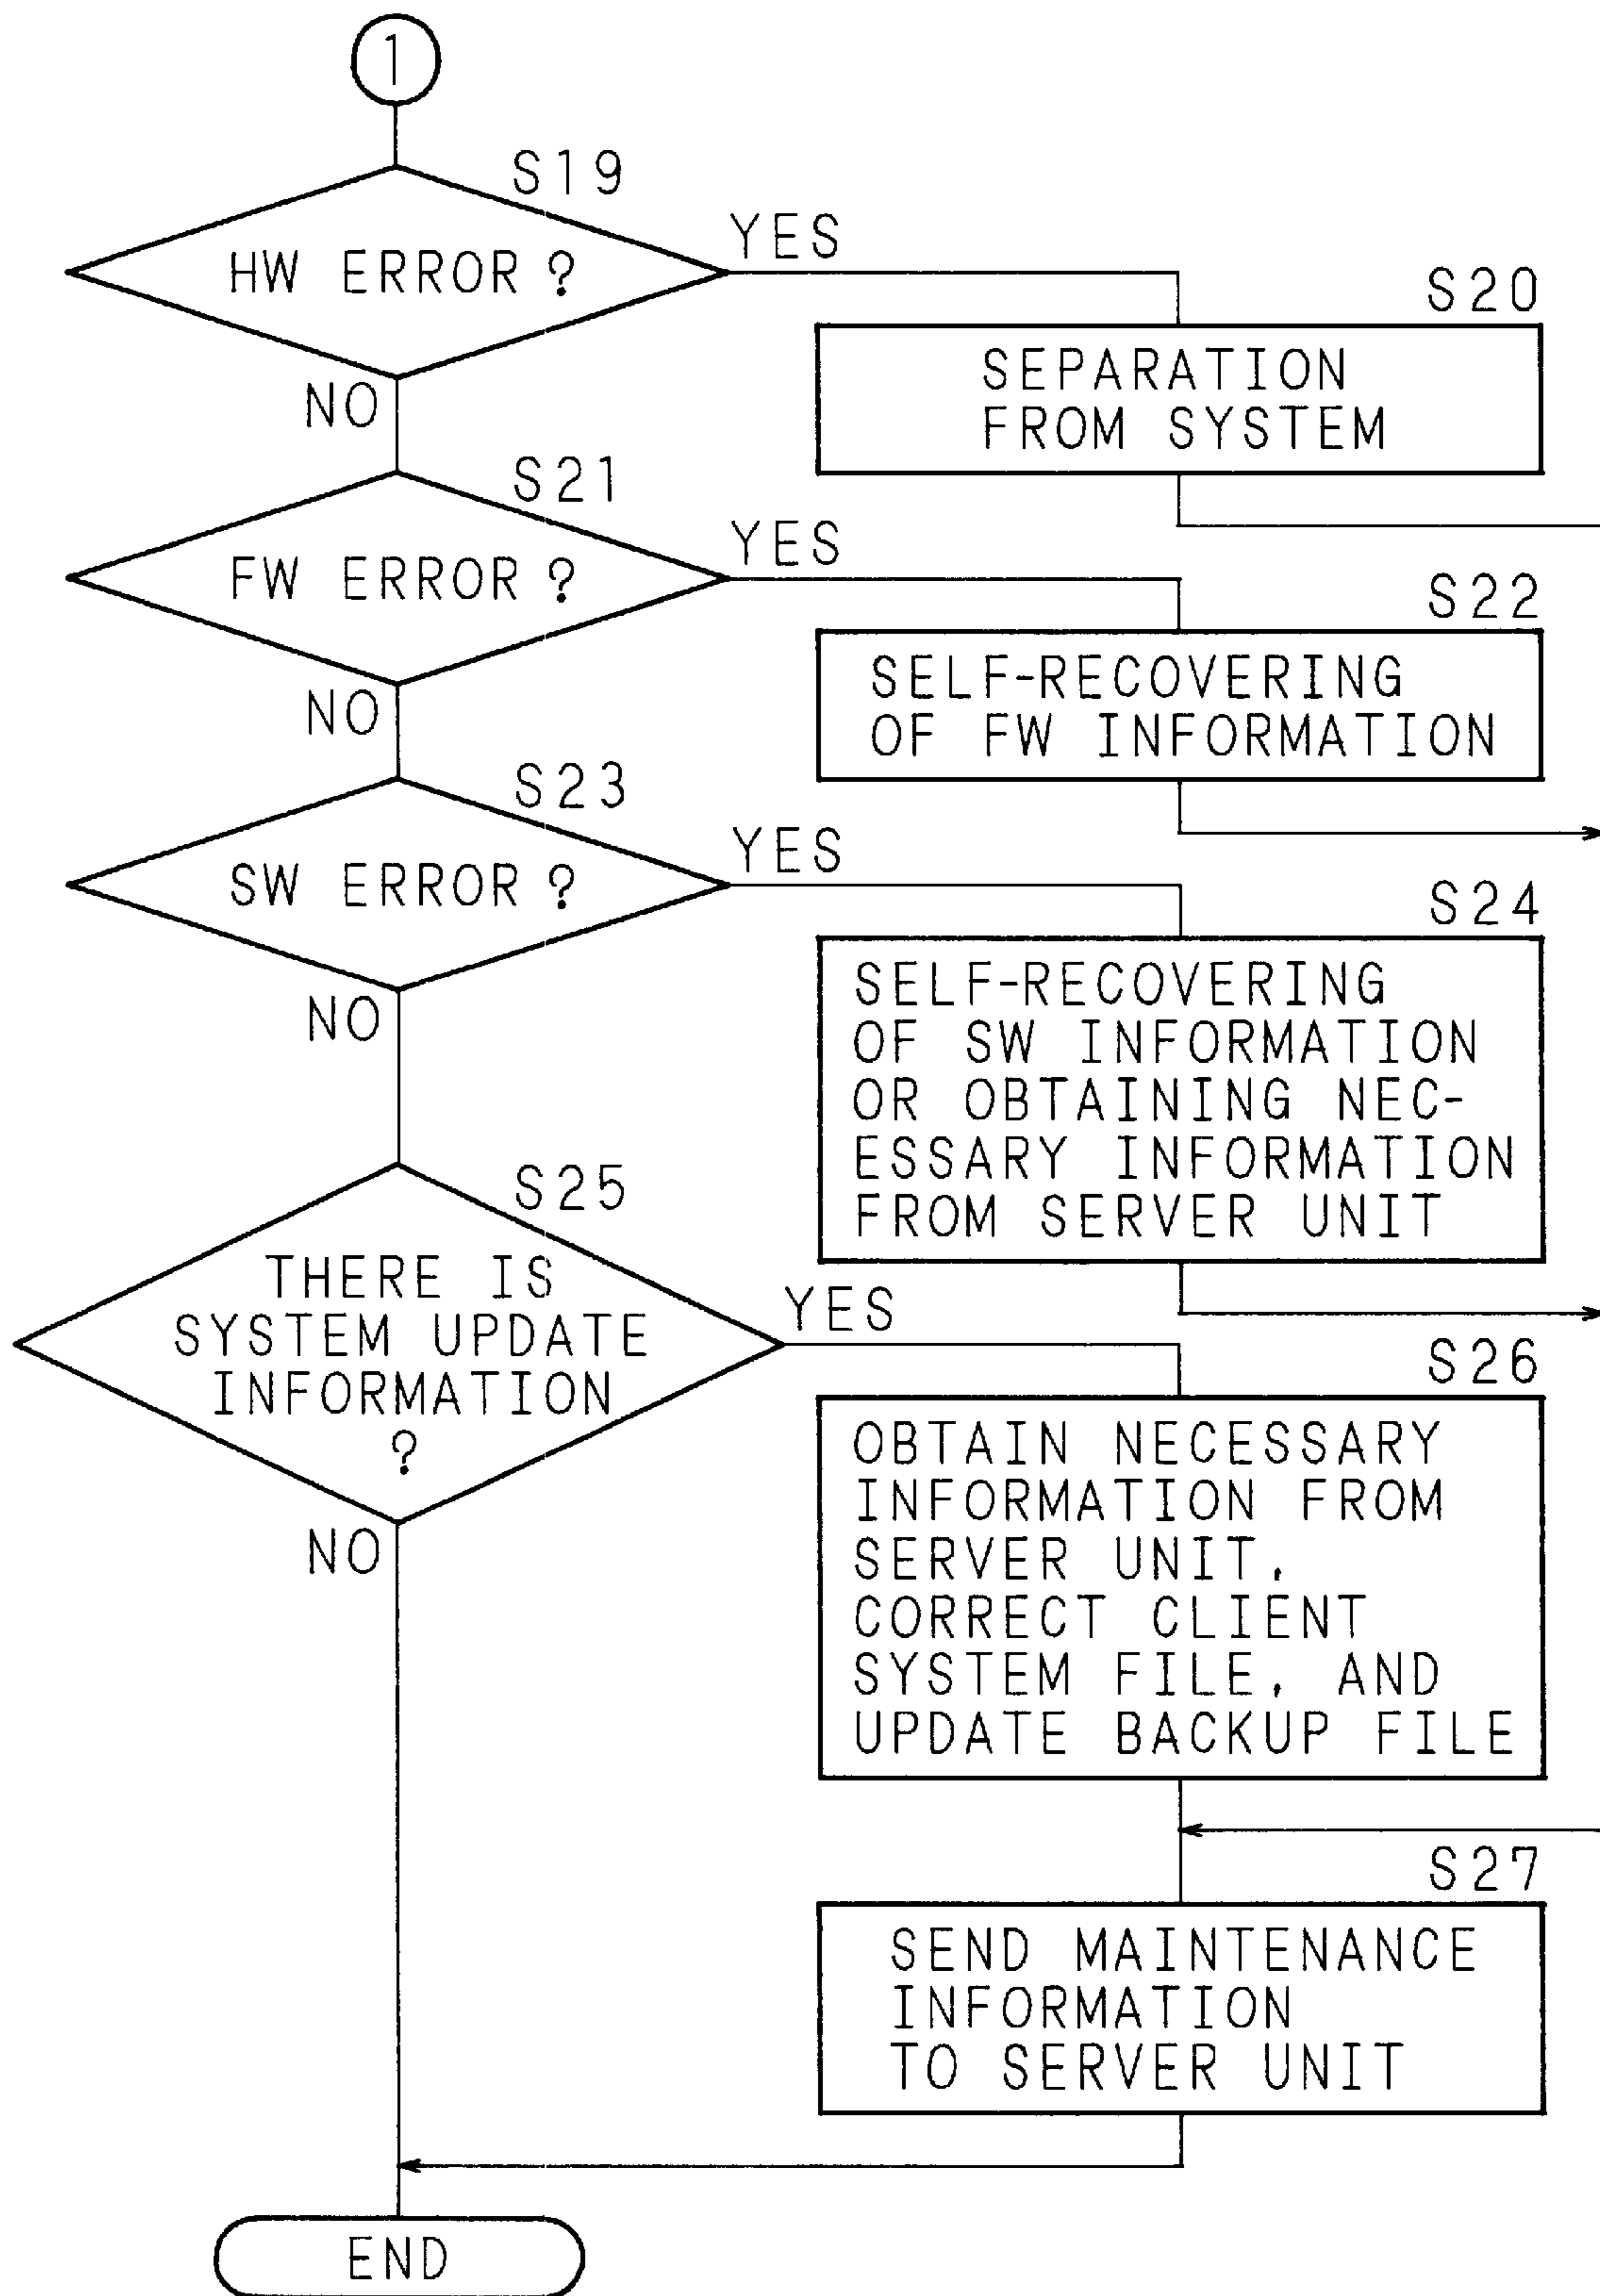 1
S19
HW ERROR ?
YES
NO
S20
SEPARATION
FROM SYSTEM
S21
FW ERROR ?
YES
NO
S22
SELF-RECOVERING
OF FW INFORMATION
S23
SW ERROR ?
YES
NO
S24
SELF-RECOVERING
OF SW INFORMATION
OR OBTAINING NEC-
ESSARY INFORMATION
FROM SERVER UNIT
S25
THERE IS
SYSTEM UPDATE
INFORMATION
?
YES
NO
S26
OBTAIN NECESSARY
INFORMATION FROM
SERVER UNIT,
CORRECT CLIENT
SYSTEM FILE, AND
UPDATE BACKUP FILE
S27
SEND MAINTENANCE
INFORMATION
TO SERVER UNIT
END